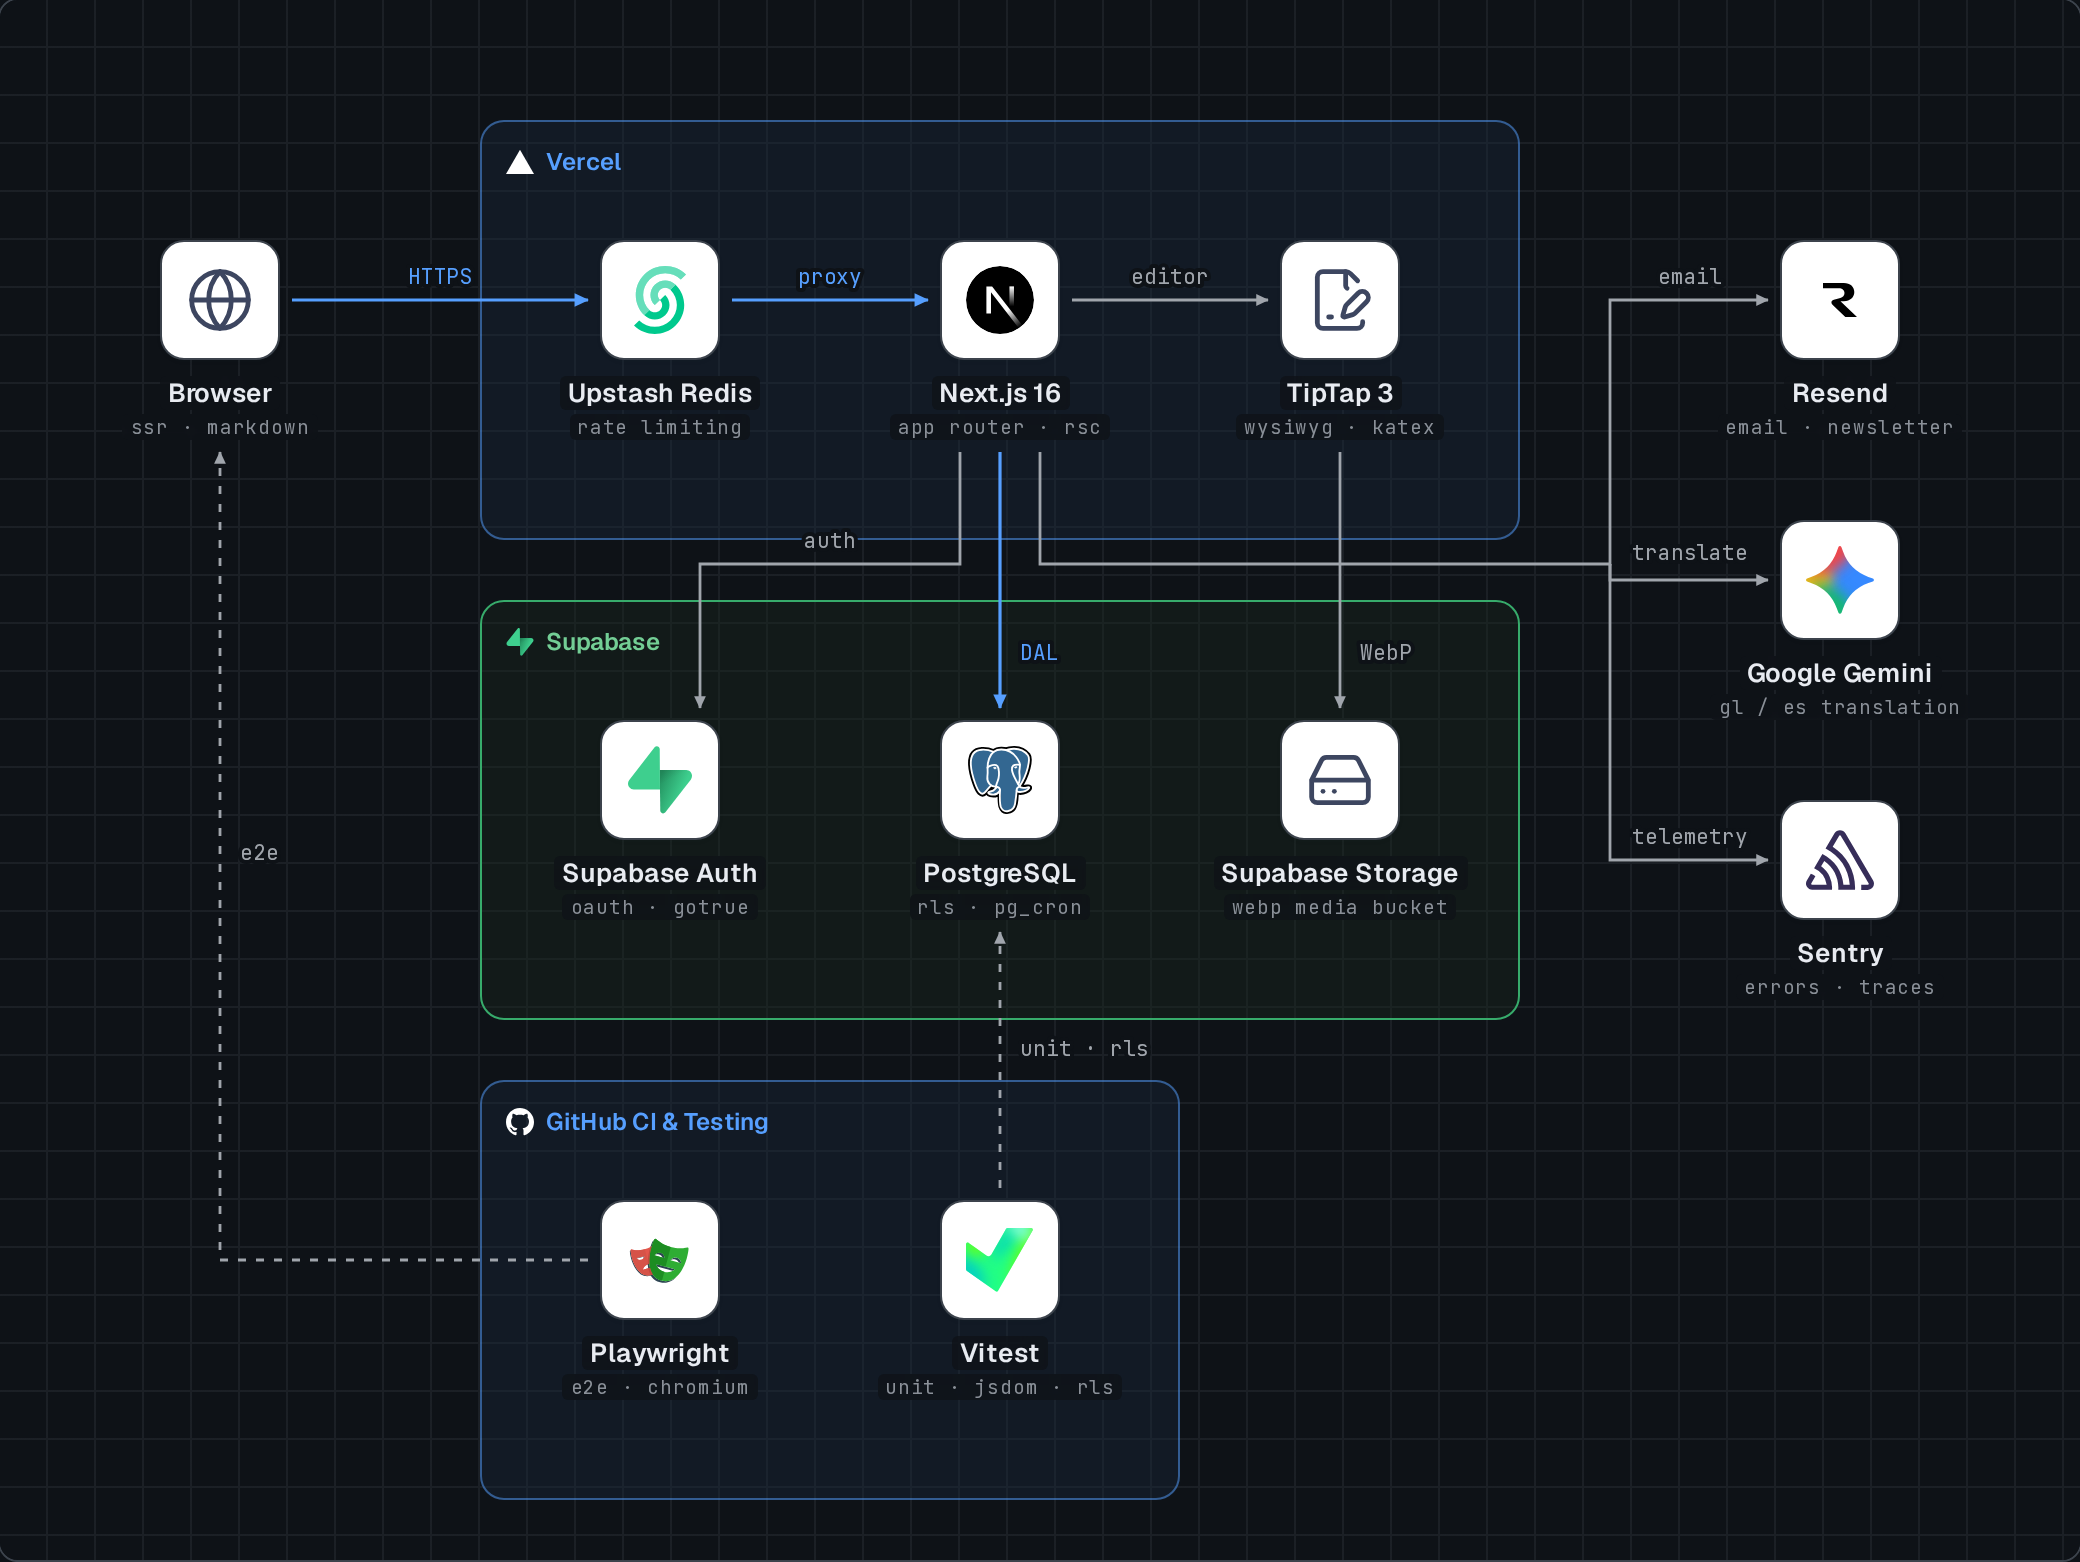 Vercel
HTTPS
proxy
editor
email
Browser
ssr · markdown
Upstash Redis
rate limiting
Next.js 16
app router · rsc
TipTap 3
wysiwyg · katex
Resend
email · newsletter
auth
translate
Supabase
DAL
WebP
Google Gemini
gl / es translation
telemetry
e2e
Supabase Auth
oauth · gotrue
PostgreSQL
rls · pg_cron
Supabase Storage
webp media bucket
Sentry
errors · traces
unit · rls
GitHub CI & Testing
Playwright
e2e · chromium
Vitest
unit · jsdom · rls